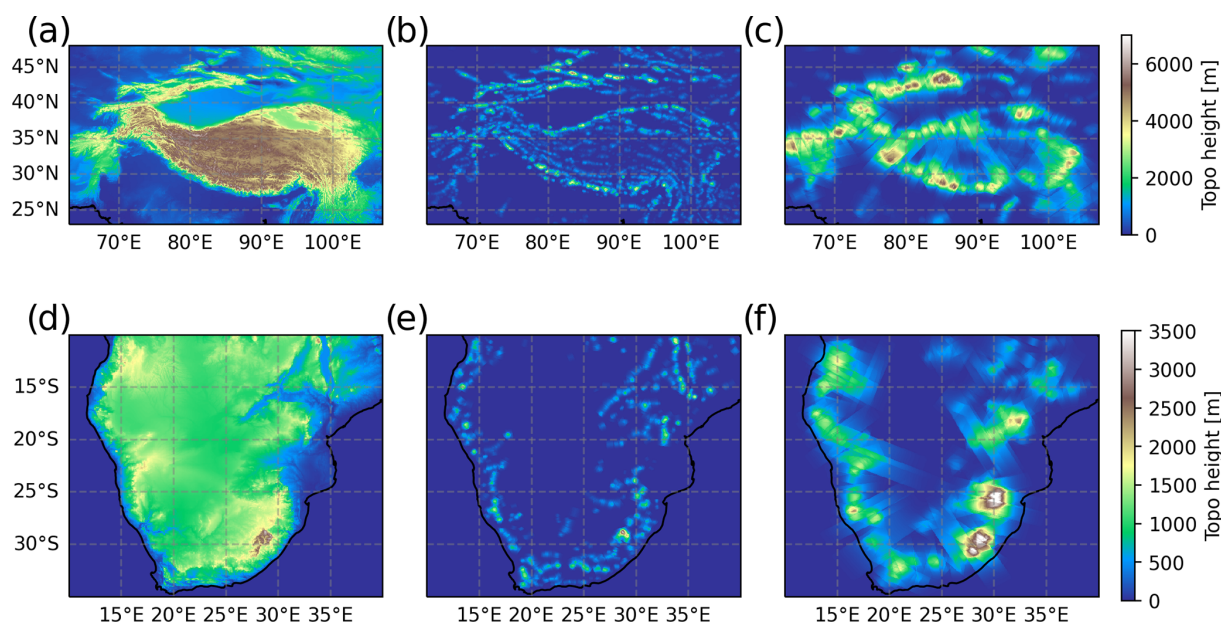 (a)
(b)
(c)
45°N
40°N
35°N
30°N
25°N
70°E 80°E 90°E 100°E
70°E 80°E 90°E 100°E
70°E 80°E 90°E 100°E
6000
4000
2000
0
Topo height [m]
(d)
(e)
(f)
15°S
20°S
25°S
30°S
15°E 20°E 25°E 30°E 35°E
15°E 20°E 25°E 30°E 35°E
15°E 20°E 25°E 30°E 35°E
3500
3000
2500
2000
1500
1000
500
0
Topo height [m]